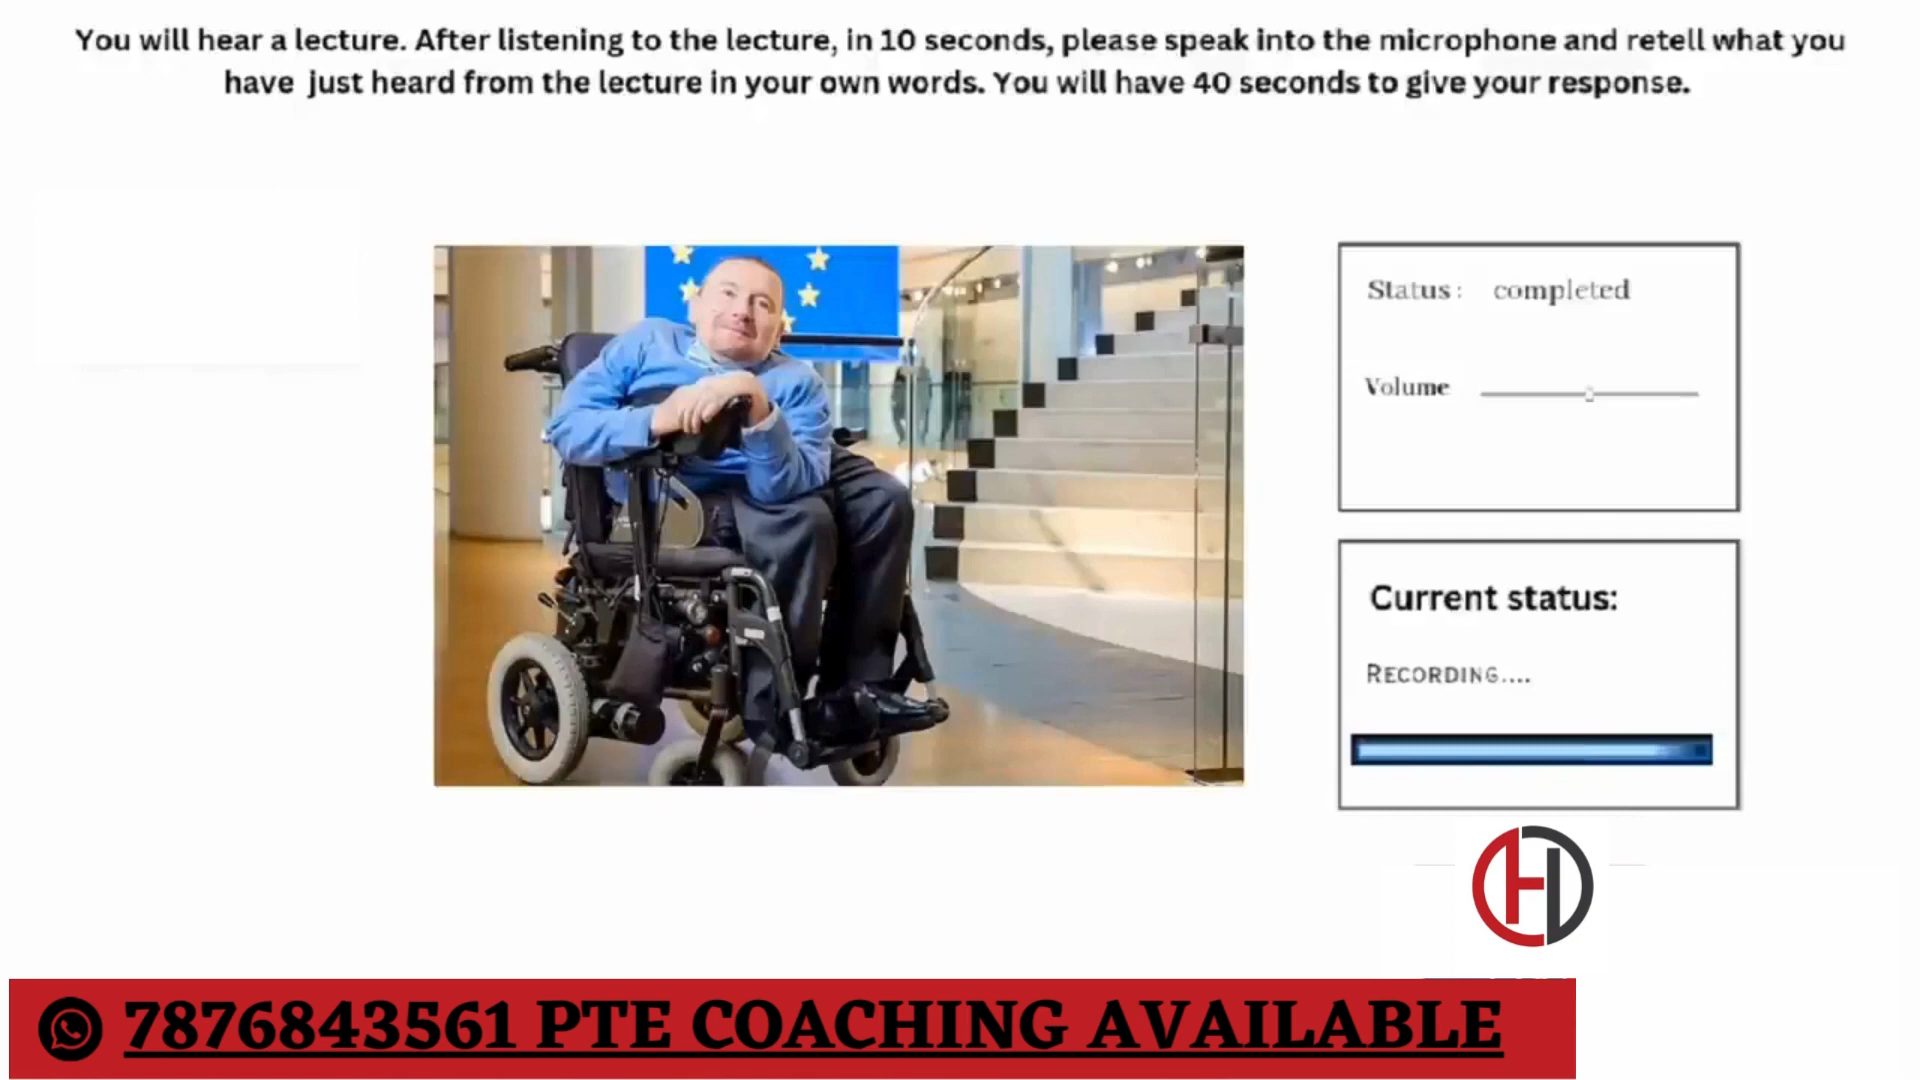 You will hear a lecture. After listening to the lecture, in 10 seconds, please speak into the microphone and retell what you
have just heard from the lecture in your own words. You will have 40 seconds to give your response.
Status: completed
Volume
Current status:
RECORDING....
7876843561 PTE COACHING AVAILABLE